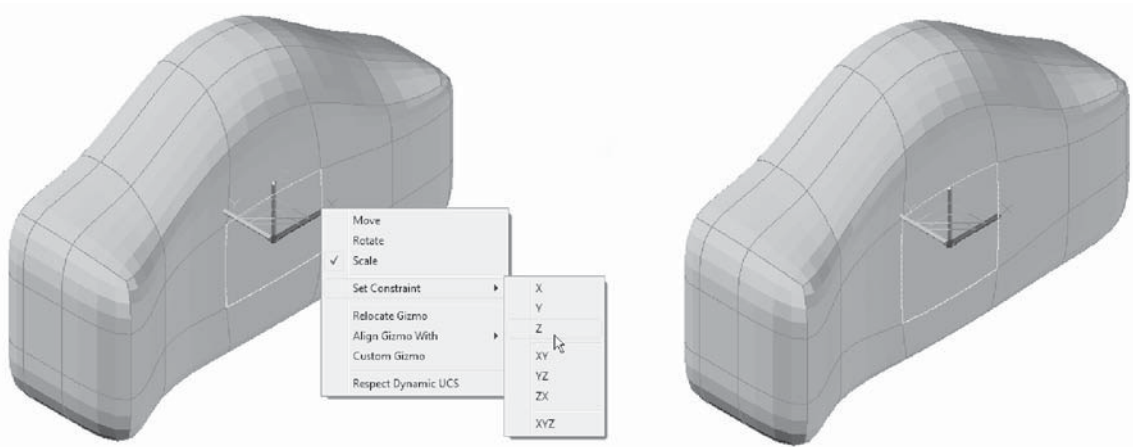 Move
Rotate
✓ Scale
Set Constraint
Relocate Gizmo
Align Gizmo With
Custom Gizmo
Respect Dynamic UCS
X
Y
Z
XY
YZ
ZX
XYZ